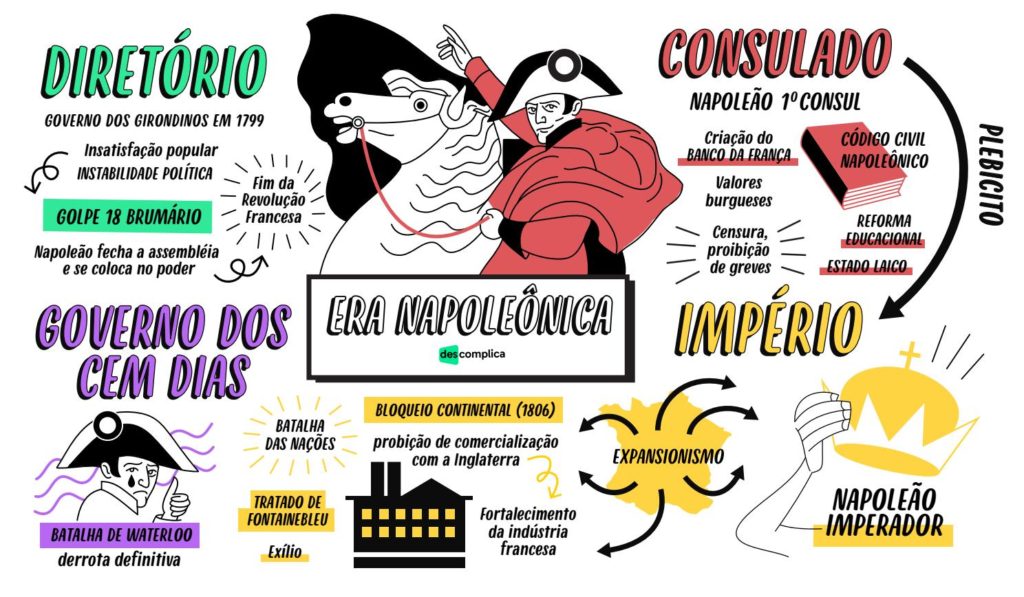 DIRETÓRIO
GOVERNO DOS GIRONDINOS EM 1799
Insatisfação popular
INSTABILIDADE POLÍTICA
Fim da
Revolução
Francesa
GOLPE 18 BRUMÁRIO
Napoleão fecha a assembléia
e se coloca no poder
CONSULADO
NAPOLEÃO 1º CONSUL
Criação do
BANCO DA FRANÇA
CÓDIGO CIVIL
NAPOLEÔNICO
Valores
burgueses
REFORMA
EDUCACIONAL
Censura,
proibição
de greves
ESTADO LAICO
PLEBICITO
ERA NAPOLEÔNICA
descomplica
IMPÉRIO
BLOQUEIO CONTINENTAL (1806)
probição de comercialização
com a Inglaterra
Fortalecimento
da indústria
francesa
EXPANSIONISMO
NAPOLEÃO
IMPERADOR
BATALHA
DAS NAÇÕES
TRATADO DE
FONTAINEBLEU
Exílio
GOVERNO DOS
CEM DIAS
BATALHA DE WATERLOO
derrota definitiva